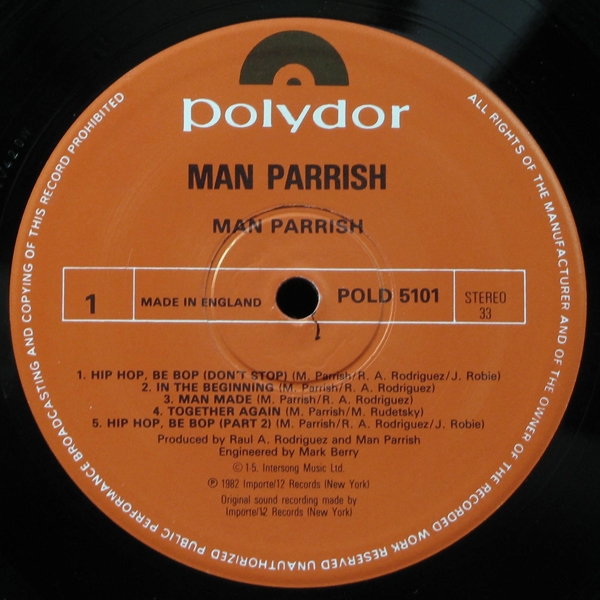 polydor
MAN PARRISH
MAN PARRISH
1
MADE IN ENGLAND
POLD 5101
STEREO
33
1. HIP HOP, BE BOP (DON'T STOP) (M. Parrish/R. A. Rodriguez/J. Robie)
2. IN THE BEGINNING (M. Parrish/R. A. Rodriguez)
3. MAN MADE (M. Parrish/R. A. Rodriguez)
4. TOGETHER AGAIN (M. Parrish/M. Rudetsky)
5. HIP HOP, BE BOP (PART 2) (M. Parrish/R. A. Rodriguez/J. Robie)
Produced by Raul A. Rodriguez and Man Parrish
Engineered by Mark Berry
© 1-5. Intersong Music Ltd.
℗ 1982 Importe/12 Records (New York)
Original sound recording made by
Importe/12 Records (New York)
ALL RIGHTS OF THE MANUFACTURER AND OF THE OWNER OF THE RECORDED WORK RESERVED UNAUTHORIZED PUBLIC PERFORMANCE BROADCASTING AND COPYING OF THIS RECORD PROHIBITED